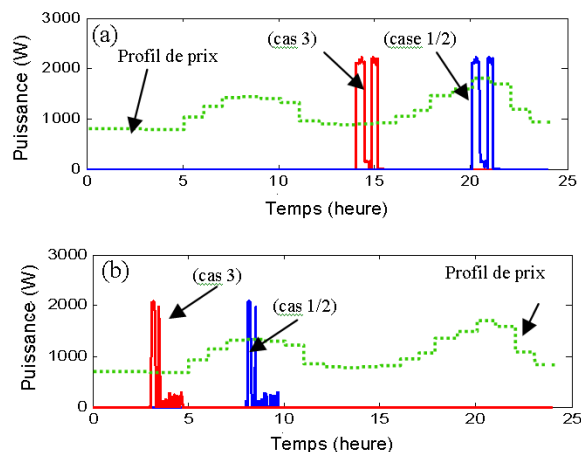 (a)
(cas 3)
(case 1/2)
Profil de prix
Puissance (W)
3000
2000
1000
0
0
5
10
15
20
25
Temps (heure)
(b)
(cas 3)
(cas 1/2)
Profil de prix
Puissance (W)
3000
2000
1000
0
0
5
10
15
20
25
Temps (heure)